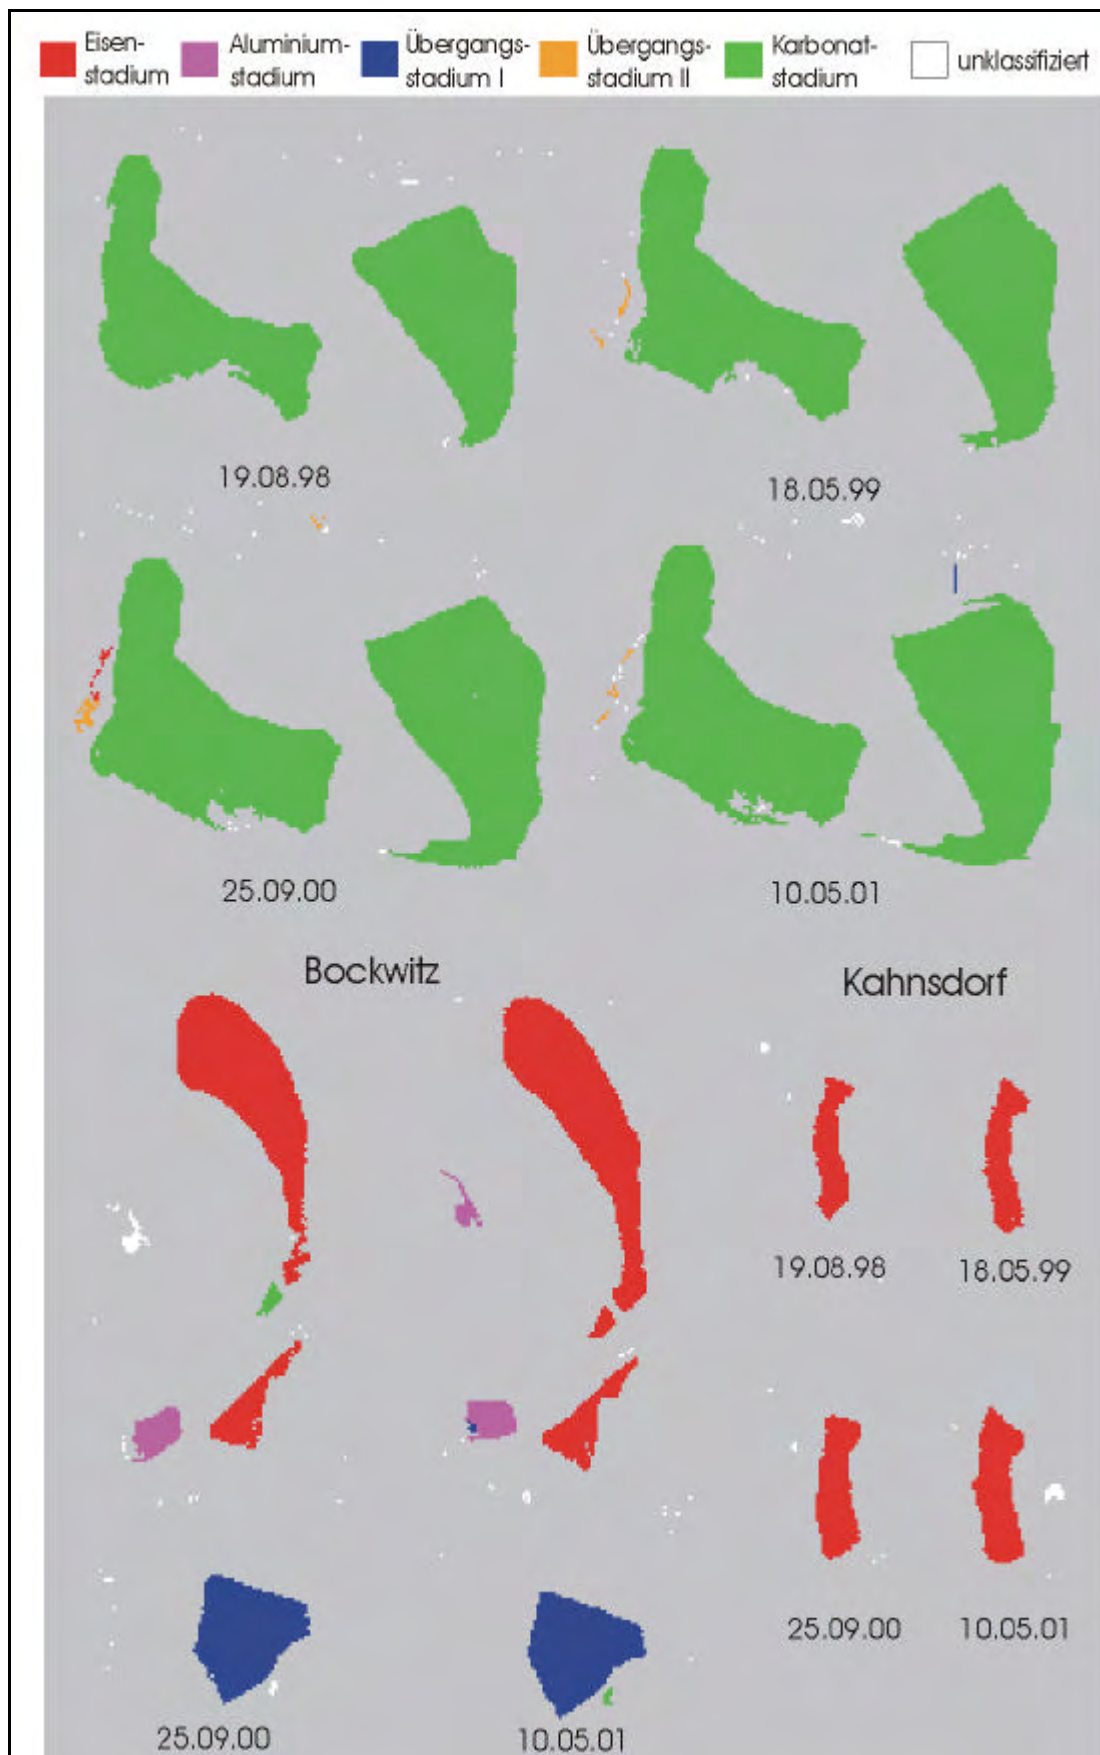 Eisen-
stadium
Aluminium-
stadium
Übergangs-
stadium I
Übergangs-
stadium II
Karbonat-
stadium
unklassifiziert
19.08.98
18.05.99
25.09.00
10.05.01
Bockwitz
Kahnsdorf
19.08.98
18.05.99
25.09.00
10.05.01
25.09.00
10.05.01